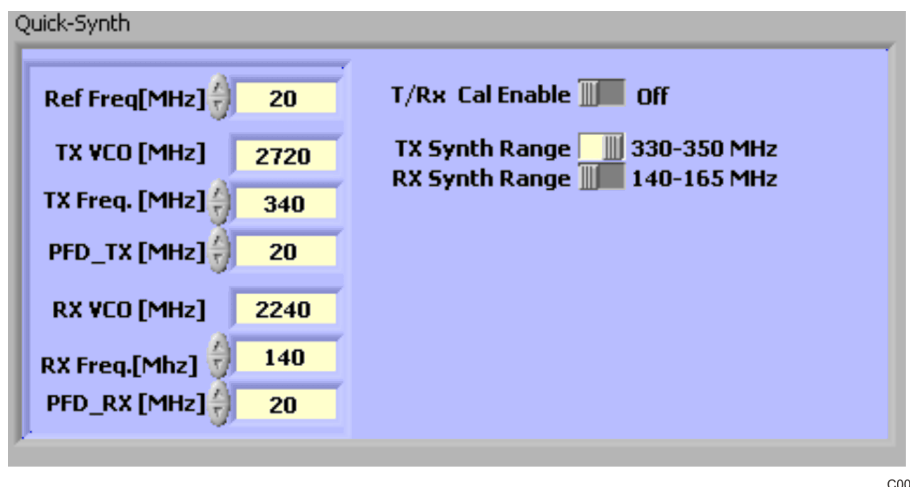 Quick-Synth
Ref Freq[MHz] 20
TX VCO [MHz] 2720
TX Freq. [MHz] 340
PFD_TX [MHz] 20
RX VCO [MHz] 2240
RX Freq.[Mhz] 140
PFD_RX [MHz] 20
T/Rx Cal Enable Off
TX Synth Range 330-350 MHz
RX Synth Range 140-165 MHz
C00